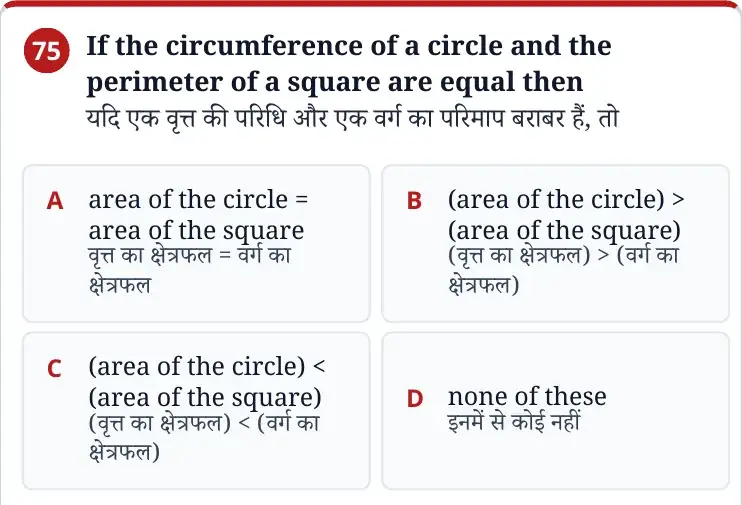 75 If the circumference of a circle and the
perimeter of a square are equal then
यदि एक वृत्त की परिधि और एक वर्ग का परिमाप बराबर हैं, तो
A area of the circle =
area of the square
वृत्त का क्षेत्रफल = वर्ग का
क्षेत्रफल
B (area of the circle) >
(area of the square)
(वृत्त का क्षेत्रफल) > (वर्ग का
क्षेत्रफल)
C (area of the circle) <
(area of the square)
(वृत्त का क्षेत्रफल) < (वर्ग का
क्षेत्रफल)
D none of these
इनमें से कोई नहीं